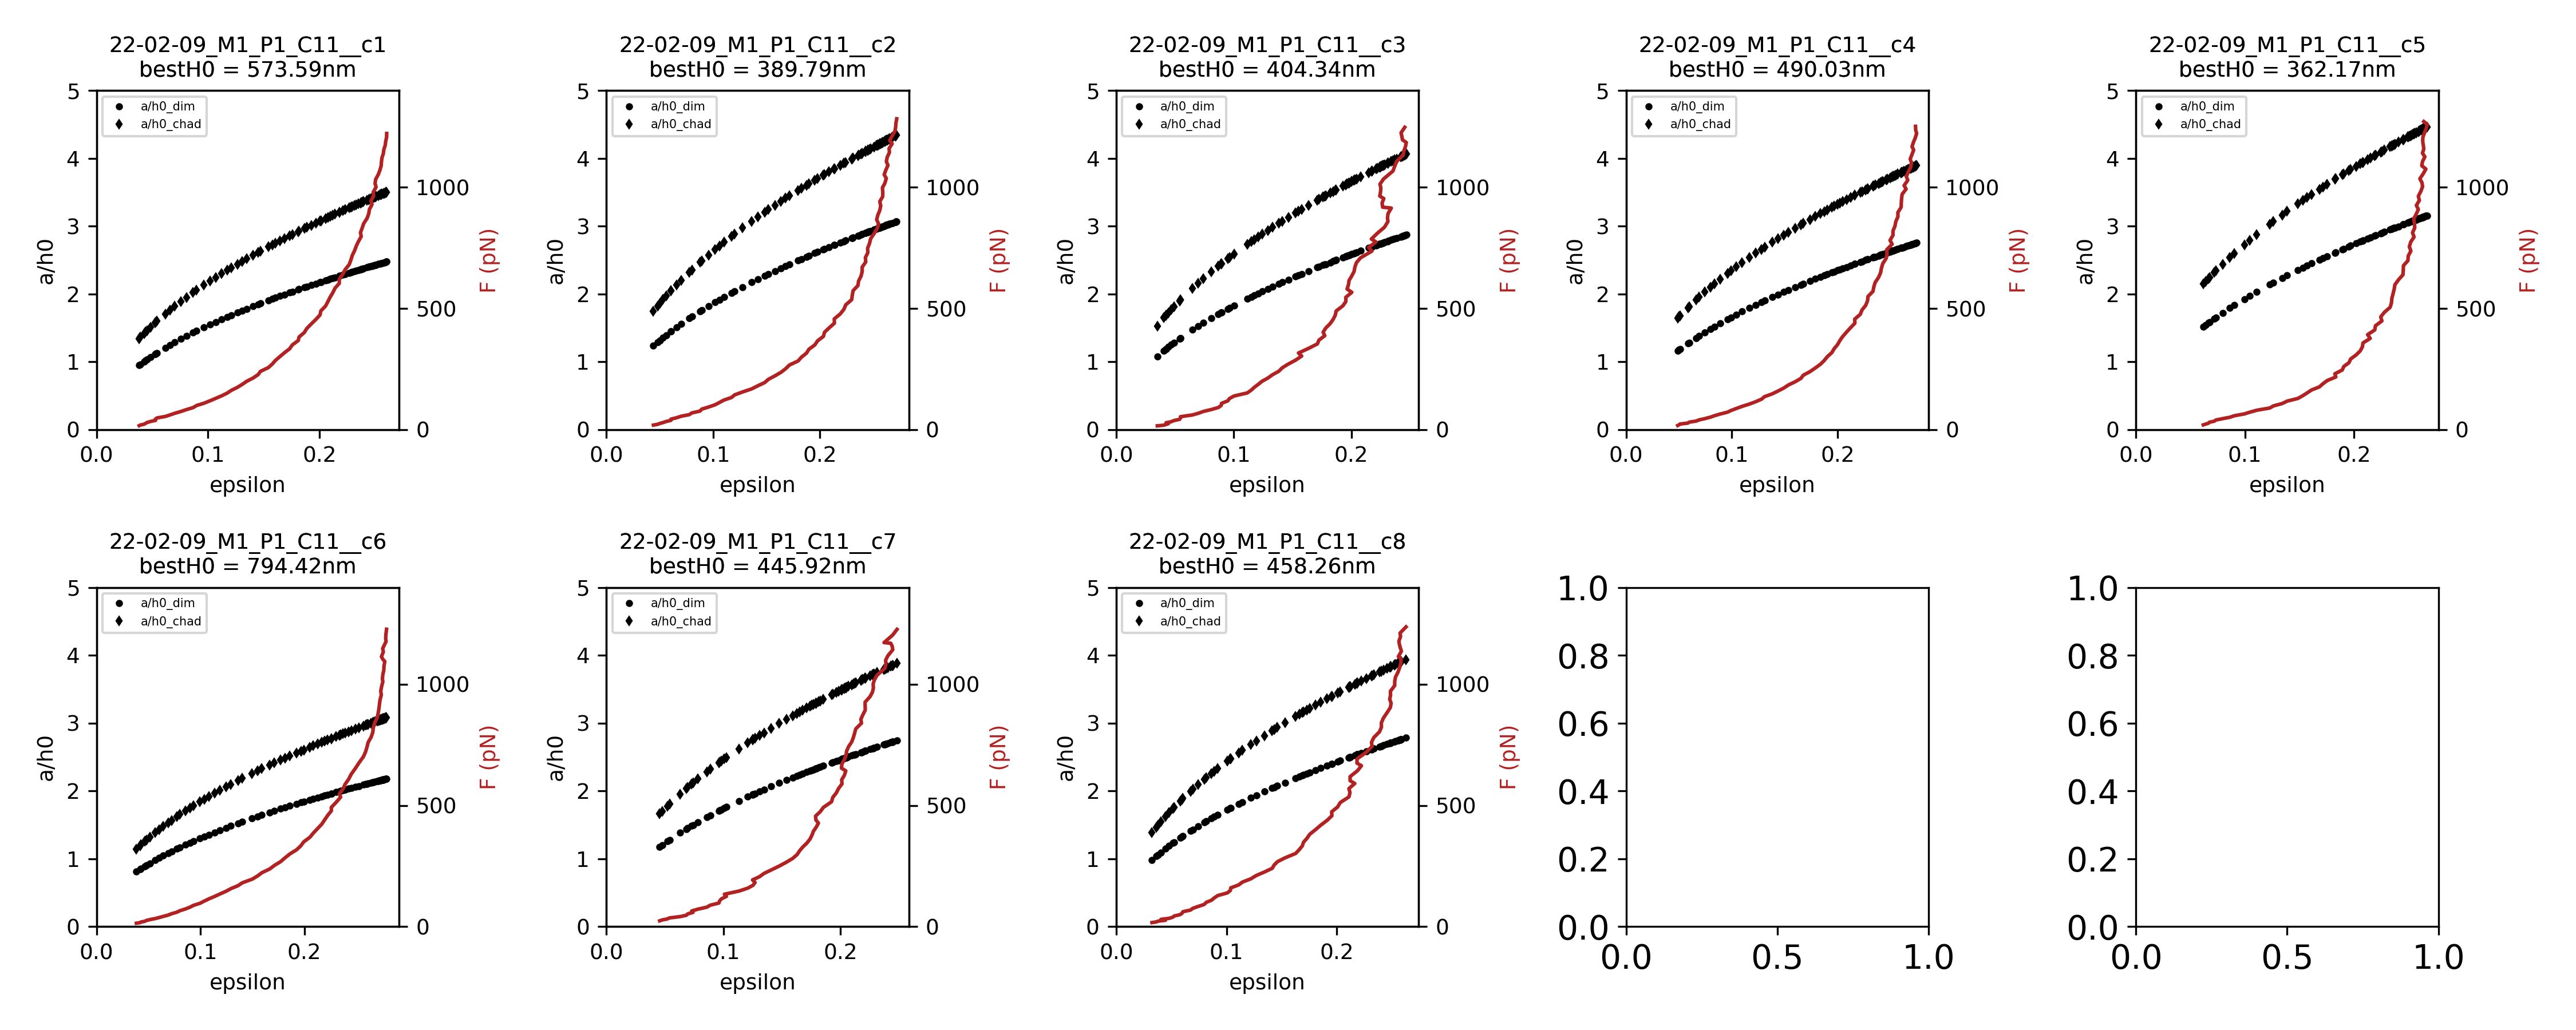 22-02-09_M1_P1_C11__c1
bestH0 = 573.59nm
a/h0_dim
a/h0_chad
5
4
3
2
1
0
a/h0
0.0 0.1 0.2
epsilon
1000
500
0
F (pN)
22-02-09_M1_P1_C11__c2
bestH0 = 389.79nm
a/h0_dim
a/h0_chad
5
4
3
2
1
0
a/h0
0.0 0.1 0.2
epsilon
1000
500
0
F (pN)
22-02-09_M1_P1_C11__c3
bestH0 = 404.34nm
a/h0_dim
a/h0_chad
5
4
3
2
1
0
a/h0
0.0 0.1 0.2
epsilon
1000
500
0
F (pN)
22-02-09_M1_P1_C11__c4
bestH0 = 490.03nm
a/h0_dim
a/h0_chad
5
4
3
2
1
0
a/h0
0.0 0.1 0.2
epsilon
1000
500
0
F (pN)
22-02-09_M1_P1_C11__c5
bestH0 = 362.17nm
a/h0_dim
a/h0_chad
5
4
3
2
1
0
a/h0
0.0 0.1 0.2
epsilon
1000
500
0
F (pN)
22-02-09_M1_P1_C11__c6
bestH0 = 794.42nm
a/h0_dim
a/h0_chad
5
4
3
2
1
0
a/h0
0.0 0.1 0.2
epsilon
1000
500
0
F (pN)
22-02-09_M1_P1_C11__c7
bestH0 = 445.92nm
a/h0_dim
a/h0_chad
5
4
3
2
1
0
a/h0
0.0 0.1 0.2
epsilon
1000
500
0
F (pN)
22-02-09_M1_P1_C11__c8
bestH0 = 458.26nm
a/h0_dim
a/h0_chad
5
4
3
2
1
0
a/h0
0.0 0.1 0.2
epsilon
1000
500
0
F (pN)
1.0
0.8
0.6
0.4
0.2
0.0
0.0 0.5 1.0
1.0
0.8
0.6
0.4
0.2
0.0
0.0 0.5 1.0